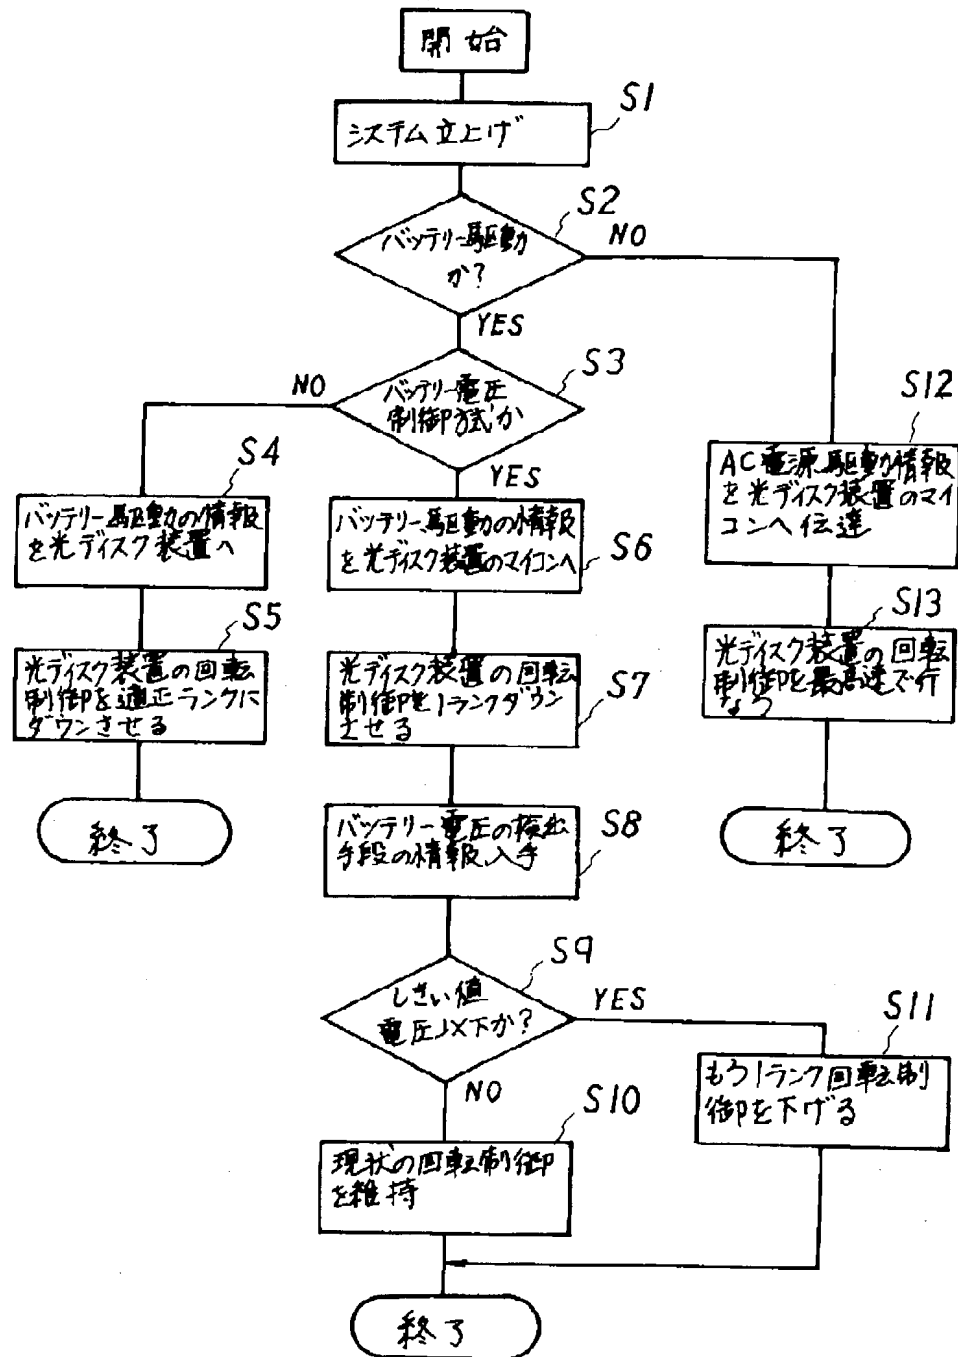 開始
S1
システム立上げ
S2
バッテリー駆動
か?
NO
YES
S3
バッテリー電圧
制御方式か
NO
YES
S4
バッテリー駆動の情報
を光ディスク装置へ
S5
光ディスク装置の回転
制御を適正ランクに
ダウンさせる
終了
S6
バッテリー駆動の情報
を光ディスク装置のマイコンへ
S7
光ディスク装置の回転
制御を1ランクダウン
させる
S8
バッテリー電圧の検出
手段の情報入手
S9
しきい値
電圧以下か?
YES
NO
S10
現状の回転制御
を維持
S11
もう1ランク回転制
御を下げる
終了
S12
AC電源駆動情報
を光ディスク装置のマイ
コンへ伝達
S13
光ディスク装置の回転
制御を最高速で行
なう
終了